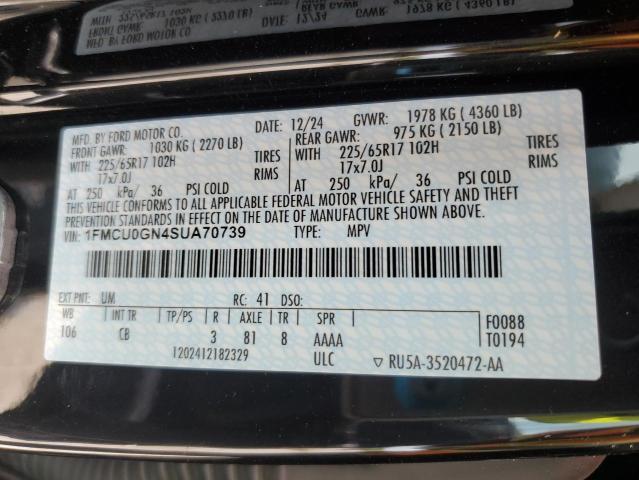 MFD. BY FORD MOTOR CO.
DATE: 12/24 GVWR: 1978 KG ( 4360 LB)
FRONT GAWR: 1030 KG ( 2270 LB)
REAR GAWR: 975 KG ( 2150 LB)
WITH 225/65R17 102H TIRES
WITH 225/65R17 102H TIRES
17x7.0J RIMS
17x7.0J RIMS
AT 250 kPa/ 36 PSI COLD
AT 250 kPa/ 36 PSI COLD
THIS VEHICLE CONFORMS TO ALL APPLICABLE FEDERAL MOTOR VEHICLE SAFETY AND THEFT
PREVENTION STANDARDS IN EFFECT ON THE DATE OF MANUFACTURE SHOWN ABOVE.
VIN: 1FMCU0GN4SUA70739 TYPE: MPV
EXT PNT: UM RC: 41 DSO:
WB INT TR TP/PS R AXLE TR SPR
106 CB 3 81 8 AAAA
F0088
T0194
1202412182329 ULC
RU5A-3520472-AA